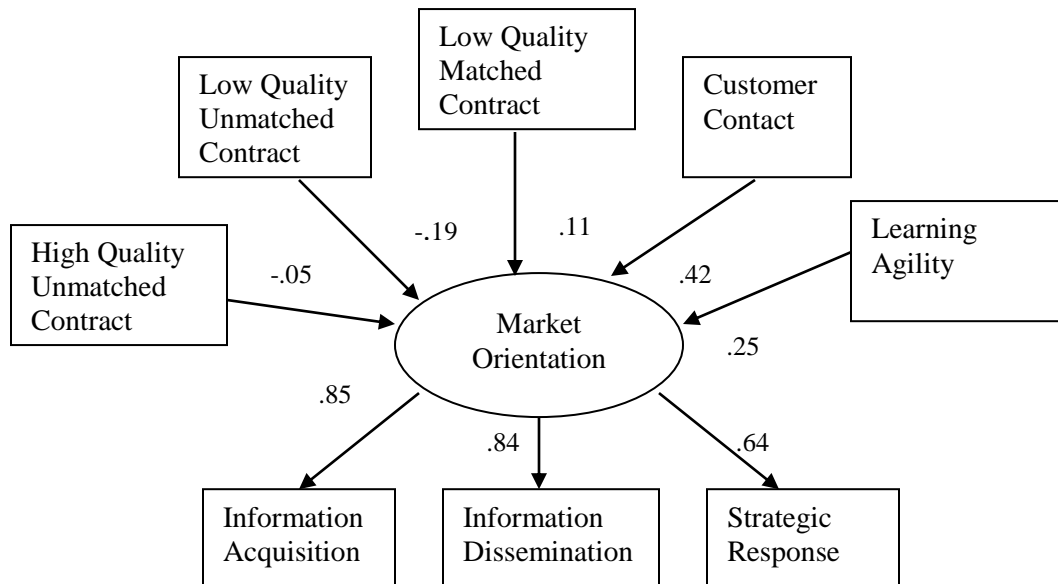 Low Quality
Matched
Contract
Low Quality
Unmatched
Contract
Customer
Contact
High Quality
Unmatched
Contract
Learning
Agility
-.19
.11
-.05
.42
.25
Market
Orientation
.85
.84
.64
Information
Acquisition
Information
Dissemination
Strategic
Response